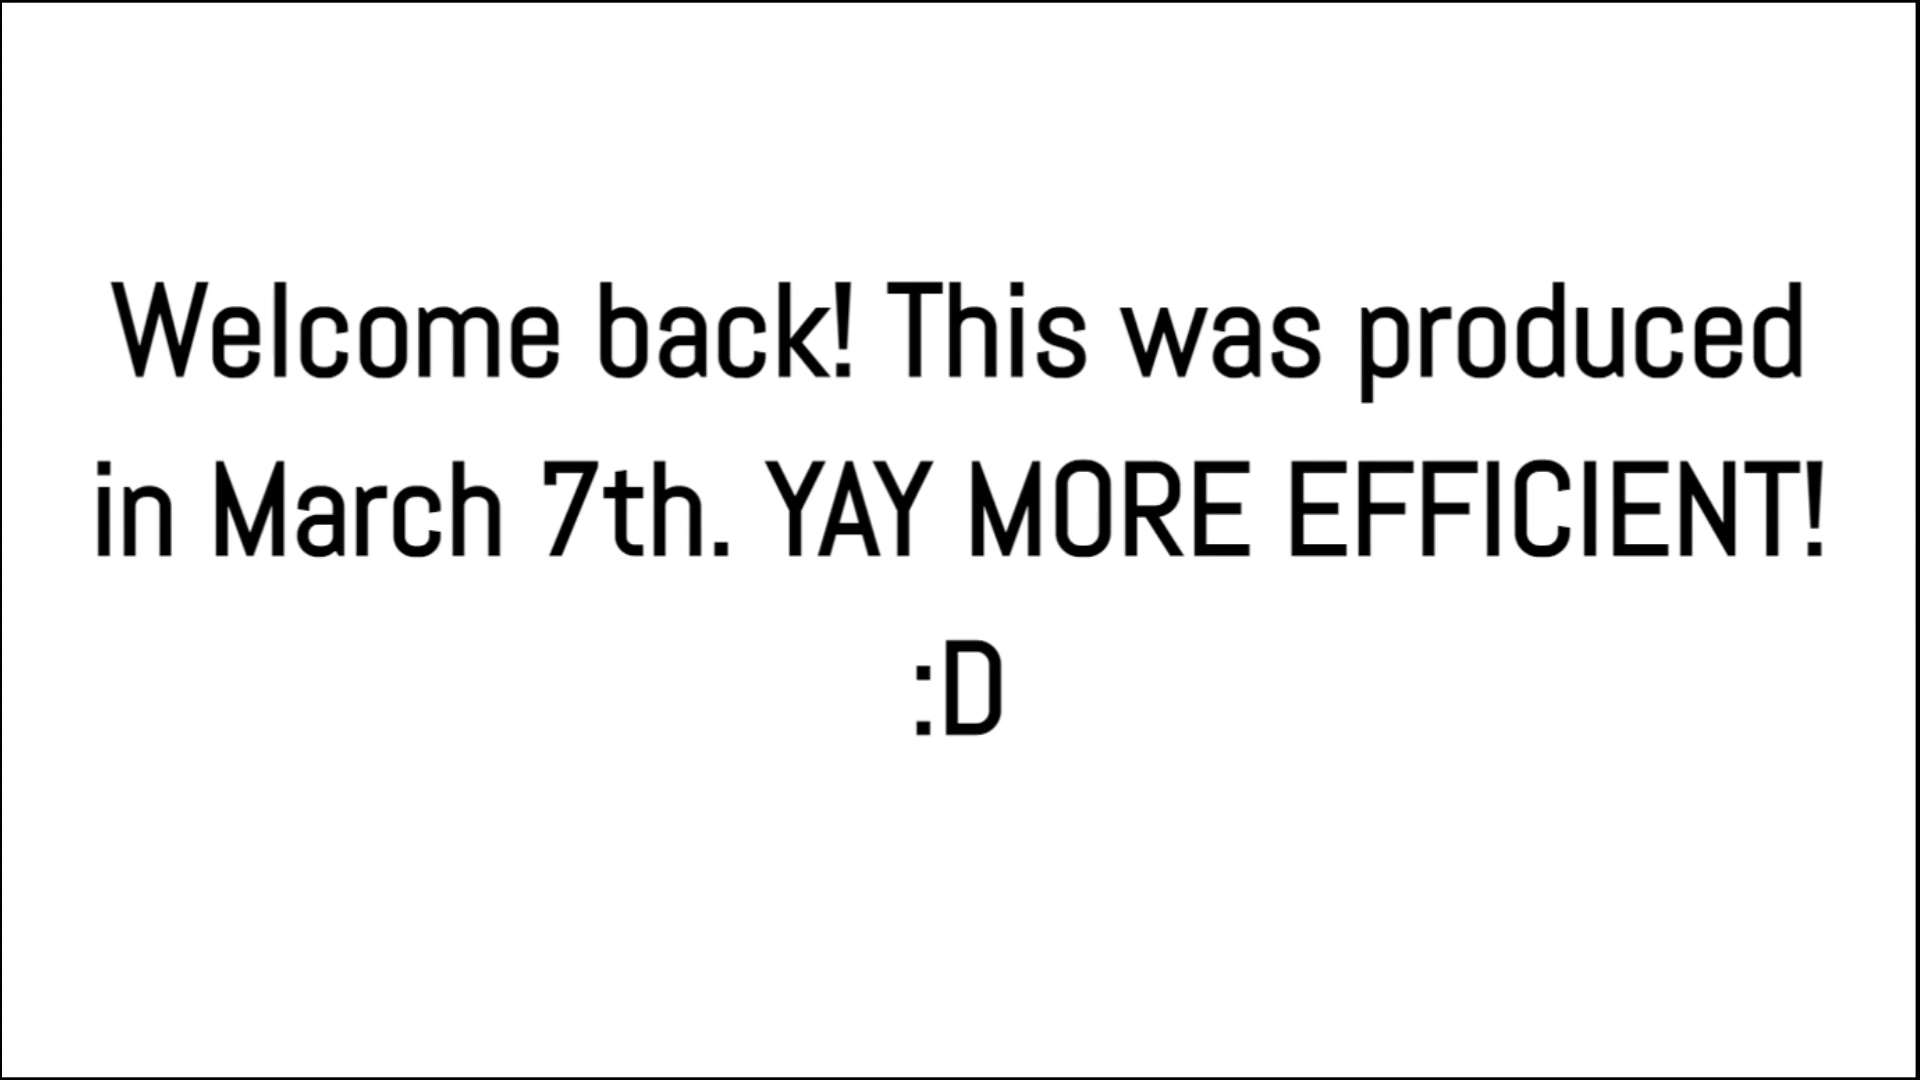 Welcome back! This was produced
in March 7th. YAY MORE EFFICIENT!
:D